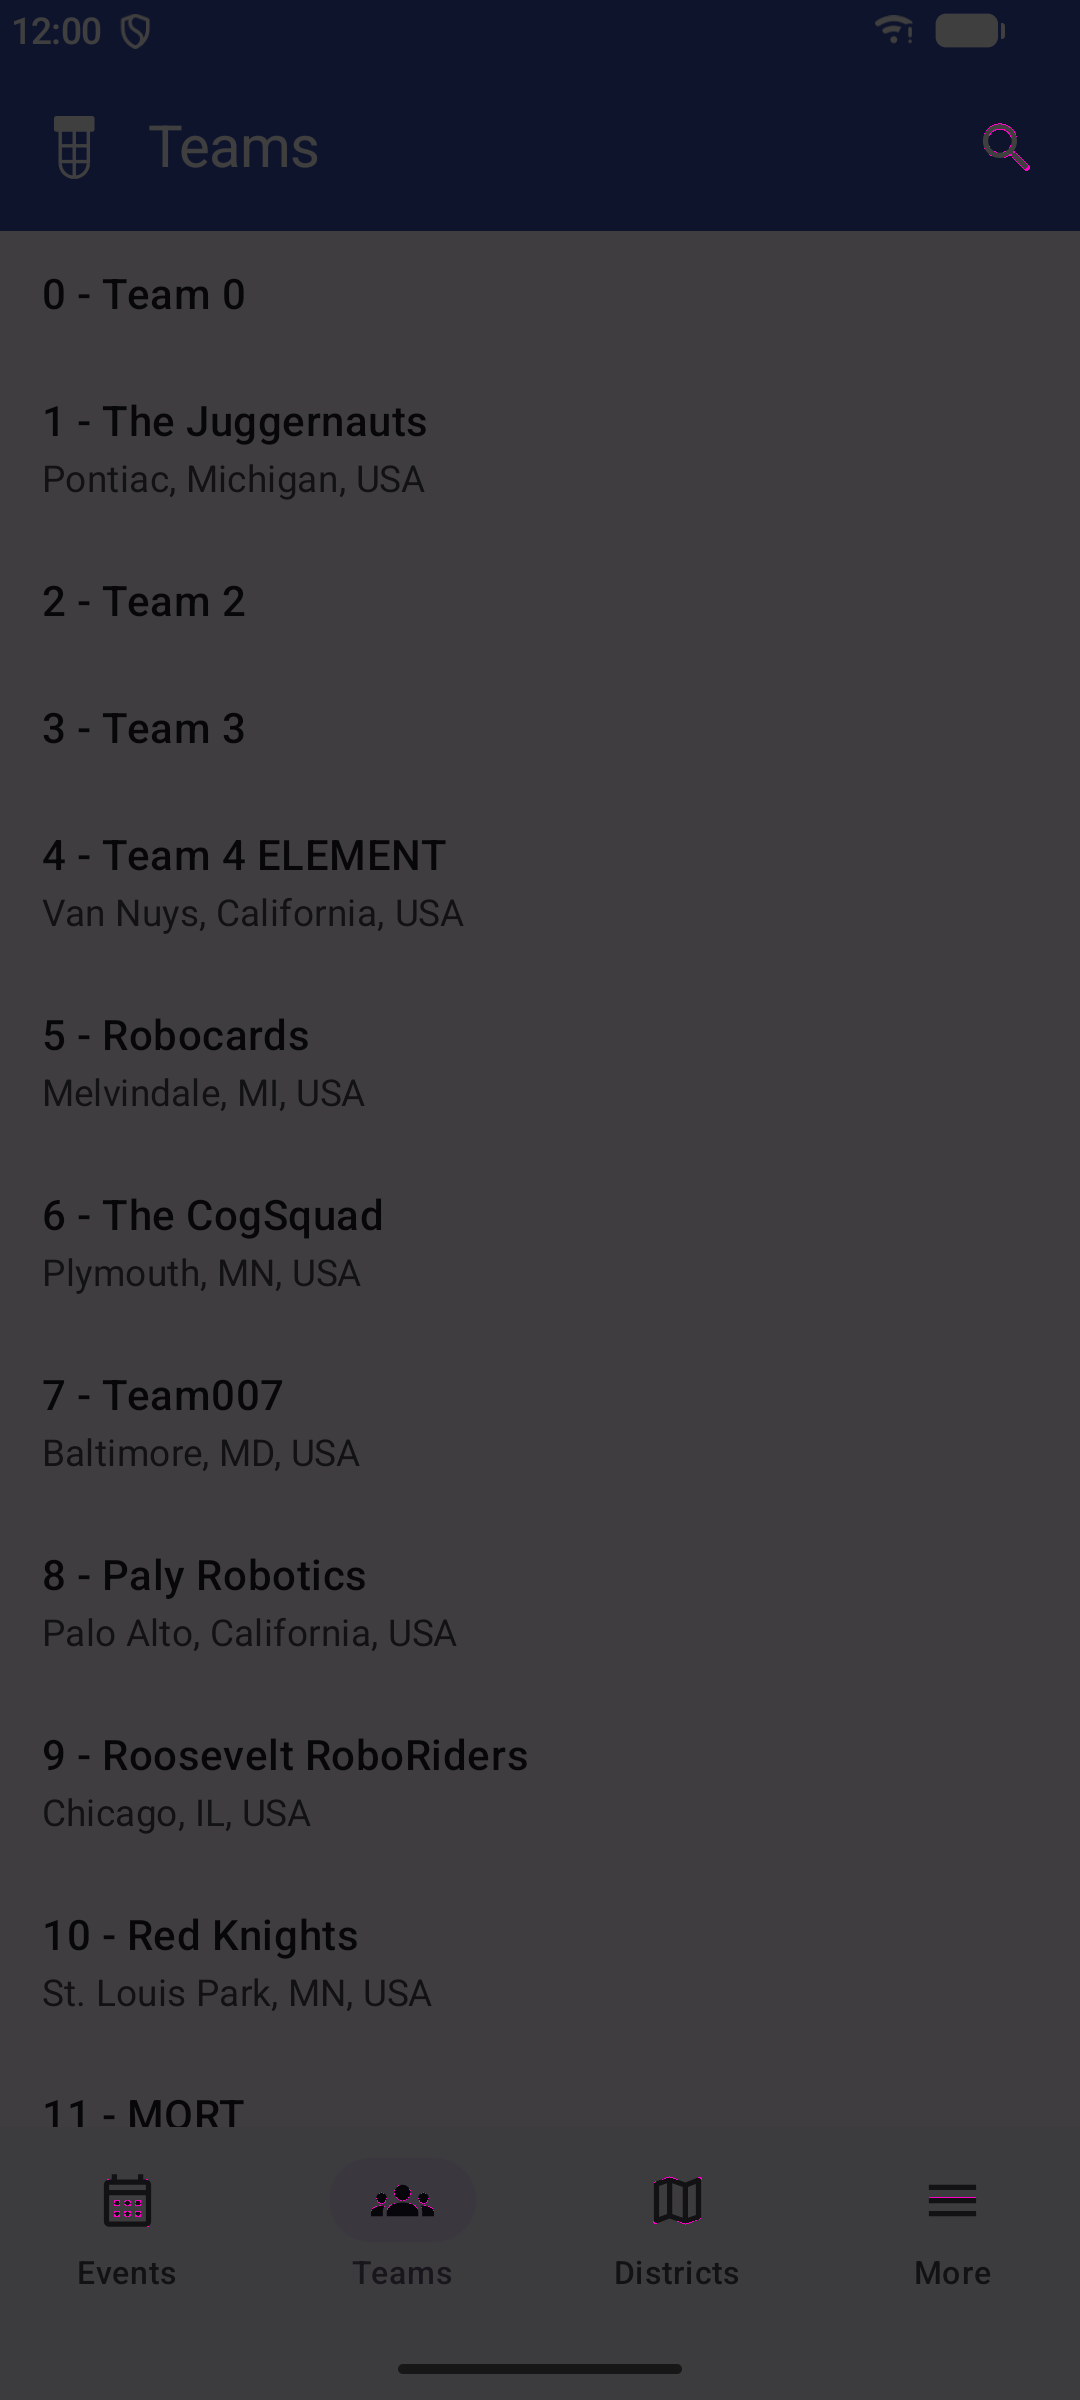 12:00
Teams
0 - Team 0
1 - The Juggernauts
Pontiac, Michigan, USA
2 - Team 2
3 - Team 3
4 - Team 4 ELEMENT
Van Nuys, California, USA
5 - Robocards
Melvindale, MI, USA
6 - The CogSquad
Plymouth, MN, USA
7 - Team007
Baltimore, MD, USA
8 - Paly Robotics
Palo Alto, California, USA
9 - Roosevelt RoboRiders
Chicago, IL, USA
10 - Red Knights
St. Louis Park, MN, USA
11 - MORT
Events
Teams
Districts
More